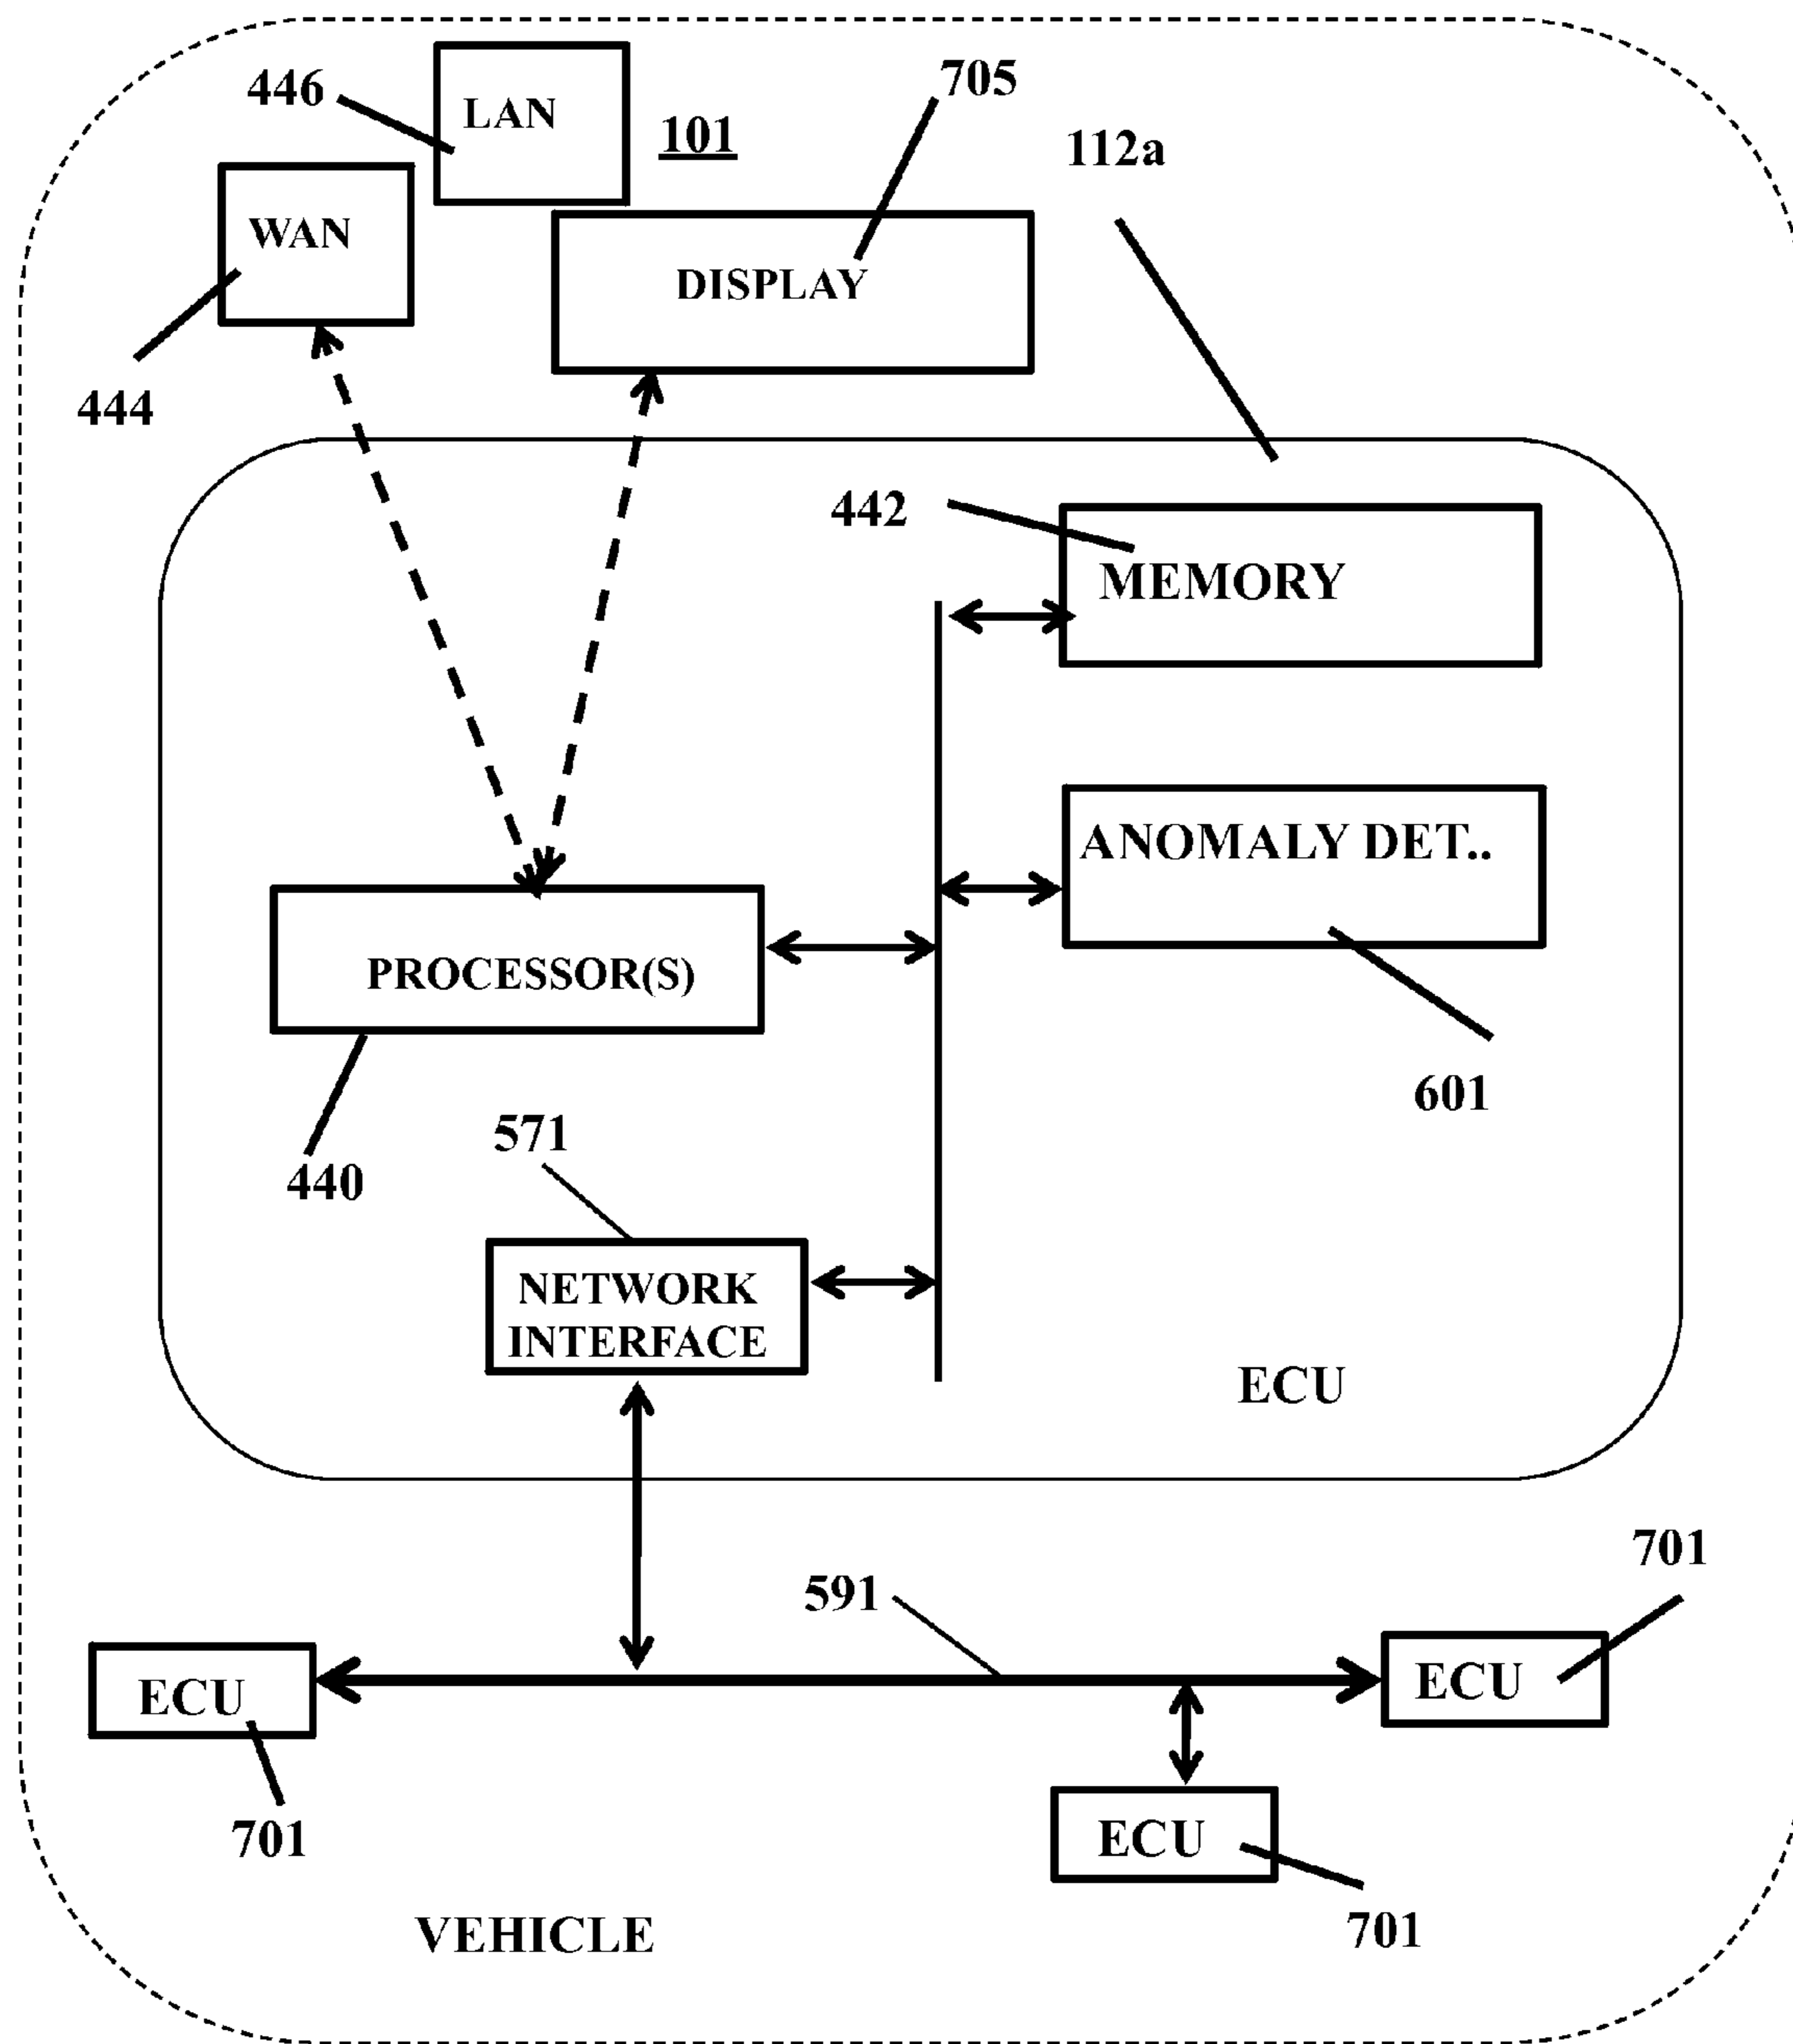 705
446
LAN
101
112a
WAN
DISPLAY
444
442
MEMORY
ANOMALY DET..
PROCESSOR(S)
601
571
440
NETWORK
INTERFACE
ECU
701
591
ECU
ECU
701
ECU
701
VEHICLE